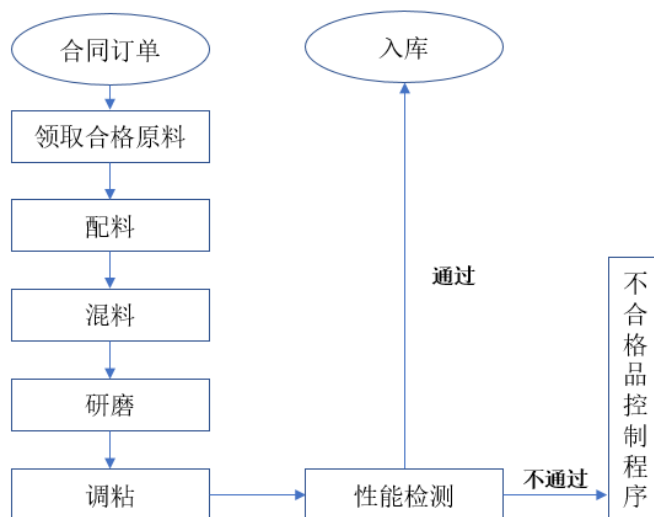 合同订单
入库
领取合格原料
配料
混料
研磨
调粘
性能检测
通过
不通过
不合格品控制程序